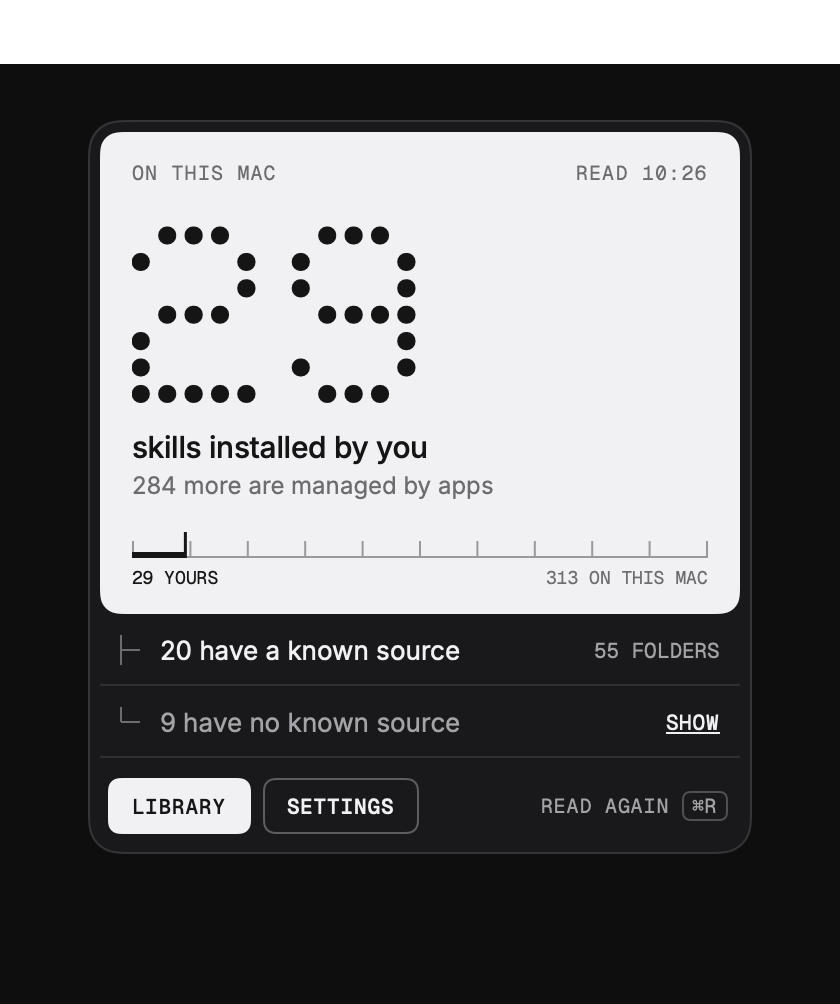 ON THIS MAC READ 10:26
29
skills installed by you
284 more are managed by apps
29 YOURS 313 ON THIS MAC
20 have a known source 55 FOLDERS
9 have no known source SHOW
LIBRARY SETTINGS READ AGAIN ⌘R